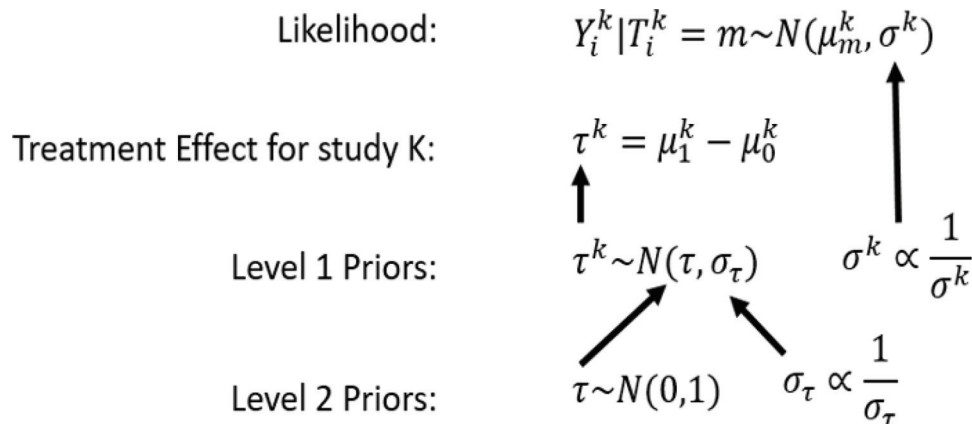 Likelihood: Y_i^k|T_i^k = m~N(μ_m^k, σ^k)
Treatment Effect for study K: τ^k = μ_1^k − μ_0^k
Level 1 Priors: τ^k~N(τ, σ_τ) σ^k ∝ 1/σ^k
Level 2 Priors: τ~N(0,1) σ_τ ∝ 1/σ_τ